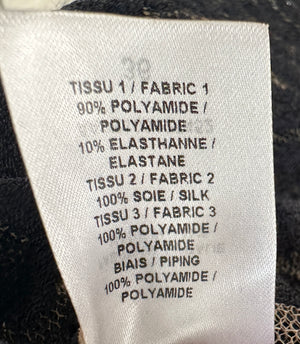 TISSU 1 / FABRIC 1
90% POLYAMIDE /
POLYAMIDE
10% ELASTHANNE /
ELASTANE
TISSU 2 / FABRIC 2
100% SOIE / SILK
TISSU 3 / FABRIC 3
100% POLYAMIDE /
POLYAMIDE
BIAIS / PIPING
100% POLYAMIDE /
POLYAMIDE